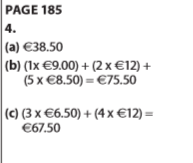 PAGE 185
4.
(a) €38.50
(b) (1x €9.00) + (2 x €12) +
(5 x €8.50) = €75.50
(c) (3 x €6.50) + (4 x €12) =
€67.50